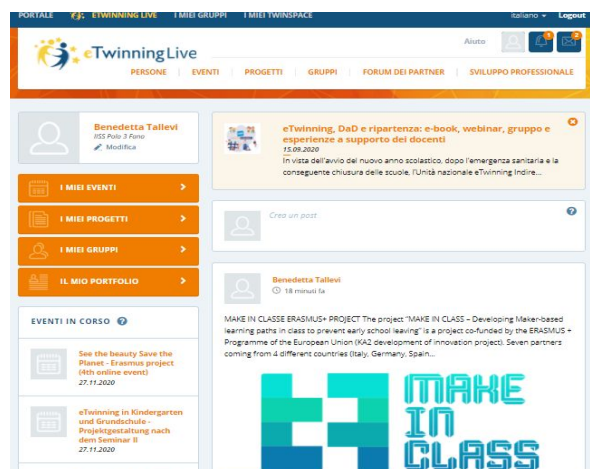 PORTALE ETWINNING LIVE I MIEI GRUPPI I MIEI TWINSPACE italiano Logout
eTwinning Live
Aiuto 1 2
PERSONE EVENTI PROGETTI GRUPPI FORUM DEI PARTNER SVILUPPO PROFESSIONALE
Benedetta Tallevi
IISS Polo 3 Fano
Modifica
I MIEI EVENTI
I MIEI PROGETTI
I MIEI GRUPPI
IL MIO PORTFOLIO
EVENTI IN CORSO
See the beauty Save the
Planet - Erasmus project
(4th online event)
27.11.2020
eTwinning in Kindergarten
und Grundschule -
Projektgestaltung nach
dem Seminar II
27.11.2020
eTwinning, DaD e ripartenza: e-book, webinar, gruppo e
esperienze a supporto dei docenti
15.09.2020
In vista dell'avvio del nuovo anno scolastico, dopo l'emergenza sanitaria e la
conseguente chiusura delle scuole, l'Unità nazionale eTwinning Indire...
Crea un post
Benedetta Tallevi
18 minuti fa
MAKE IN CLASSE ERASMUS+ PROJECT The project "MAKE IN CLASS – Developing Maker-based
learning paths in class to prevent early school leaving" is a project co-funded by the ERASMUS +
Programme of the European Union (KA2 development of innovation project). Seven partners
coming from 4 different countries (Italy, Germany, Spain...
MAKE
IN
CLASS